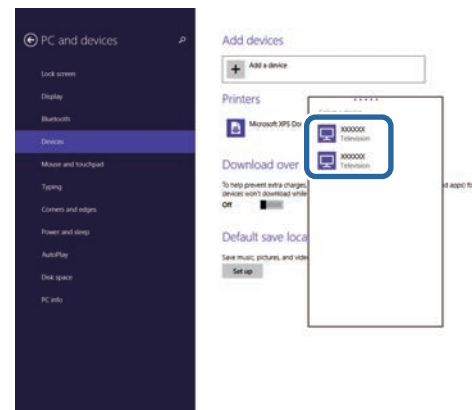 PC and devices
Lock screen
Display
Bluetooth
Devices
Mouse and touchpad
Typing
Corners and edges
Power and sleep
AutoPlay
Disk space
PC info
Add devices
Add a device
Printers
Microsoft XPS Do
XXXXXX
Television
XXXXXX
Television
Download over
To help prevent extra charges,
d apps) fo
devices won't download while
Off
Default save loca
Save music, pictures, and vide
Set up